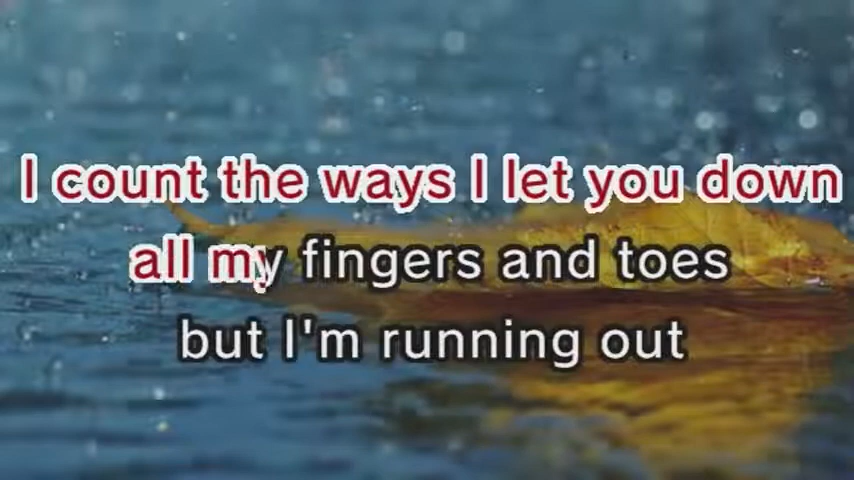 I count the ways I let you down
all my fingers and toes
but I'm running out